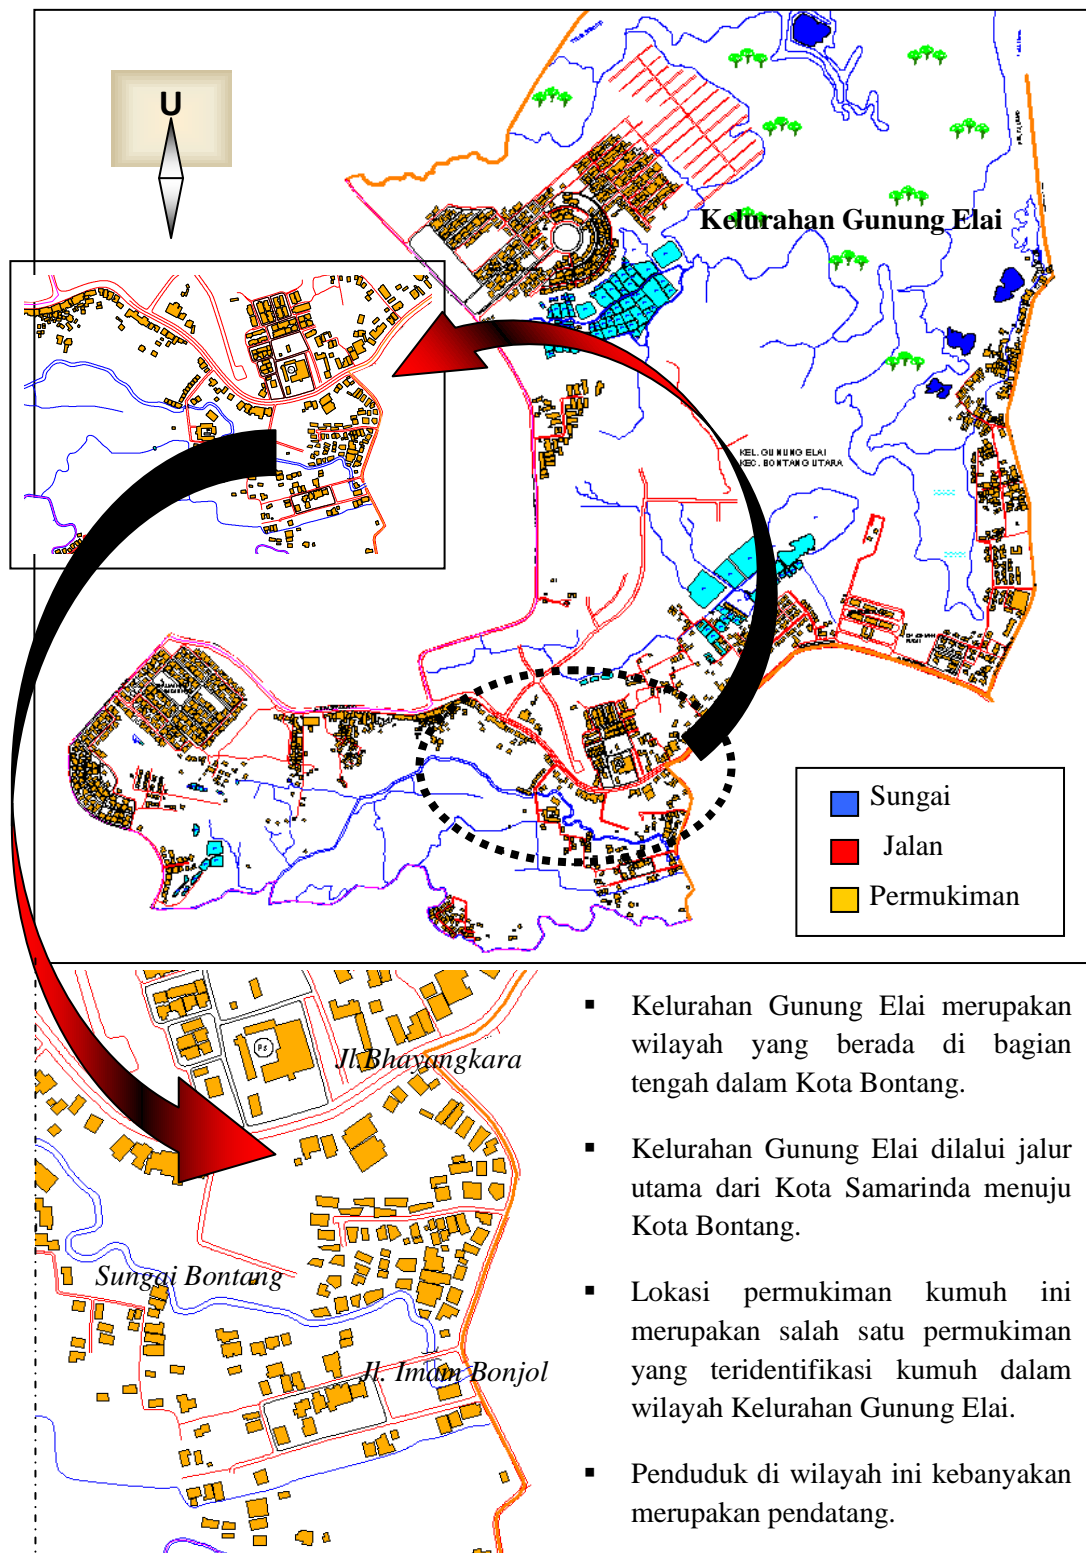 U
Kelurahan Gunung Elai
KEL. GUNUNG ELAI
KEC. BONTANG UTARA
Sungai
Jalan
Permukiman
Jl.Bhayangkara
Sungai Bontang
Jl. Imam Bonjol
▪ Kelurahan Gunung Elai merupakan
wilayah yang berada di bagian
tengah dalam Kota Bontang.
▪ Kelurahan Gunung Elai dilalui jalur
utama dari Kota Samarinda menuju
Kota Bontang.
▪ Lokasi permukiman kumuh ini
merupakan salah satu permukiman
yang teridentifikasi kumuh dalam
wilayah Kelurahan Gunung Elai.
▪ Penduduk di wilayah ini kebanyakan
merupakan pendatang.